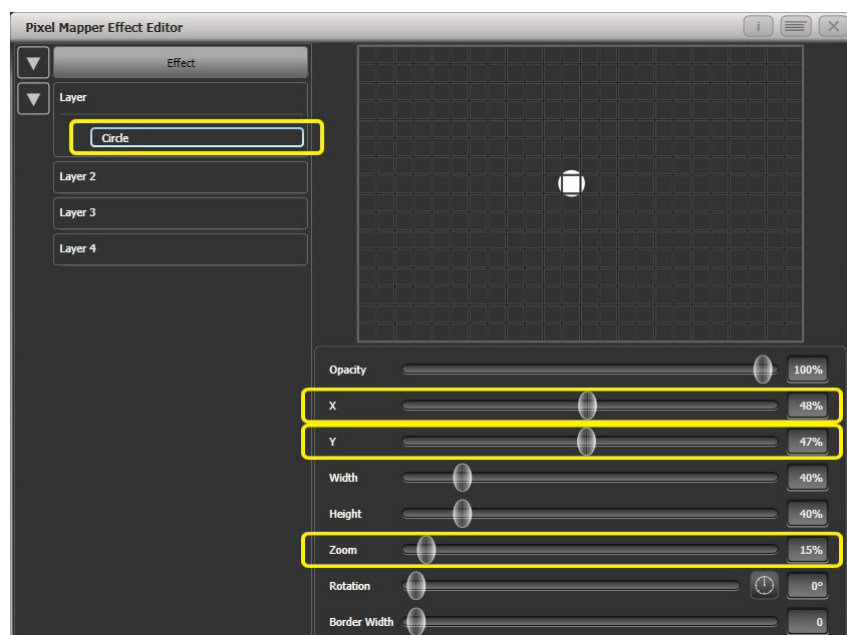 Pixel Mapper Effect Editor
i
Effect
Layer
Circle
Layer 2
Layer 3
Layer 4
Opacity 100%
X 48%
Y 47%
Width 40%
Height 40%
Zoom 15%
Rotation 0°
Border Width 0